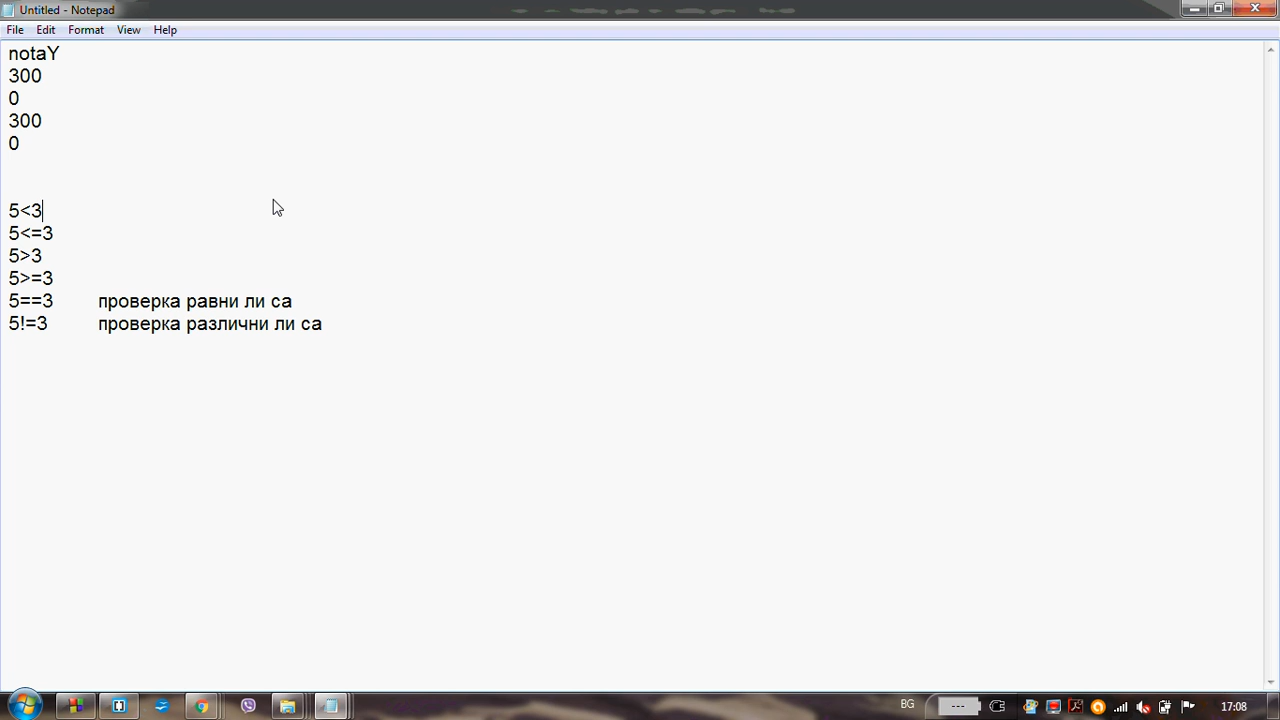 Untitled - Notepad
File Edit Format View Help
notaY
300
0
300
0
5<3
5<=3
5>3
5>=3
5==3 проверка равни ли са
5!=3 проверка различни ли са
BG --- 17:08